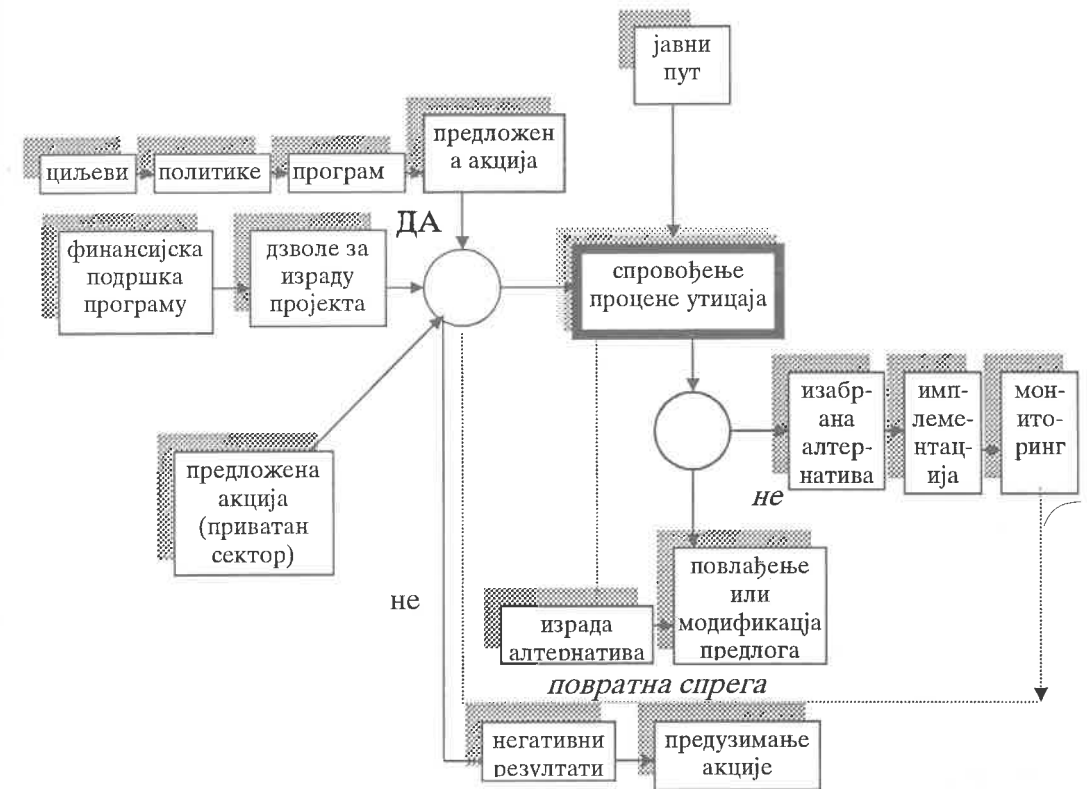 јавни
пут
циљеви
политике
програм
предложен
а акција
ДА
финансијска
подршка
програму
дзволе за
израду
пројекта
спровођење
процене утицаја
изабр-
ана
алтер-
натива
имп-
леме-
нтац-
ија
мон-
ито-
ринг
предложена
акција
(приватан
сектор)
не
не
израда
алтернатива
повлађење
или
модификацја
предлога
повратна спрега
негативни
резултати
предузимање
акције